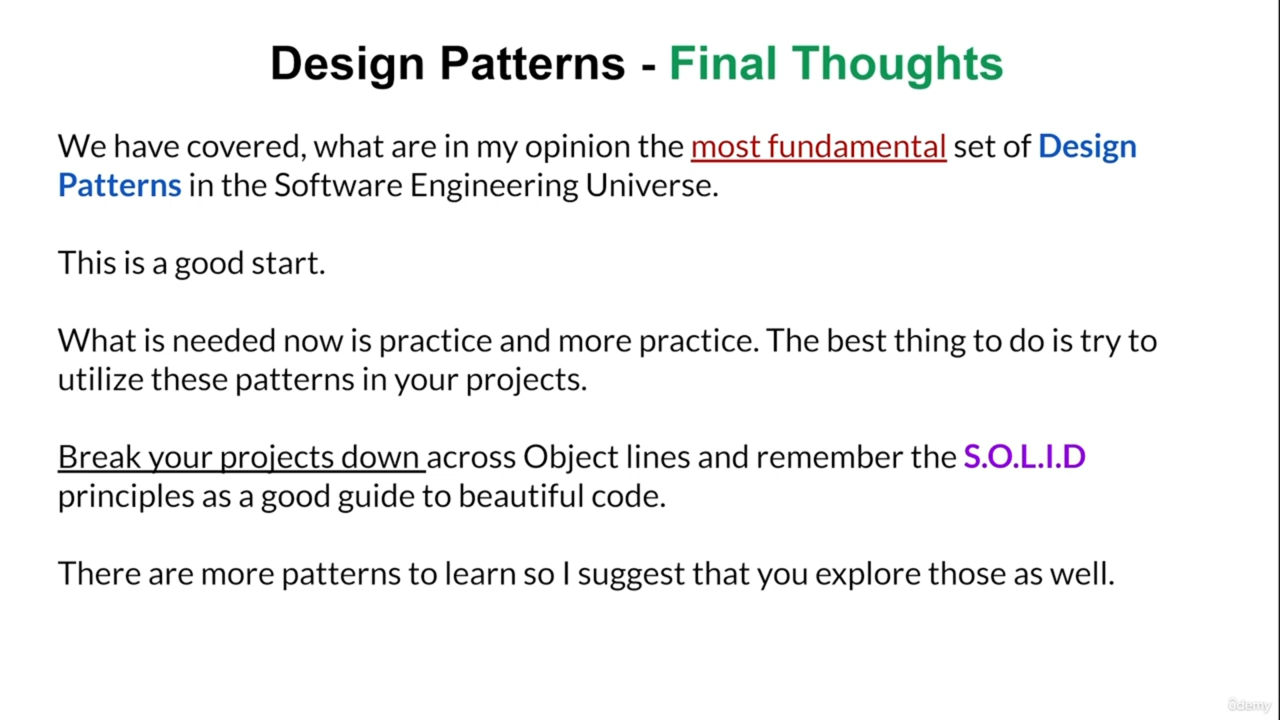 Design Patterns - Final Thoughts
We have covered, what are in my opinion the most fundamental set of Design
Patterns in the Software Engineering Universe.
This is a good start.
What is needed now is practice and more practice. The best thing to do is try to
utilize these patterns in your projects.
Break your projects down across Object lines and remember the S.O.L.I.D
principles as a good guide to beautiful code.
There are more patterns to learn so I suggest that you explore those as well.
ûdemy